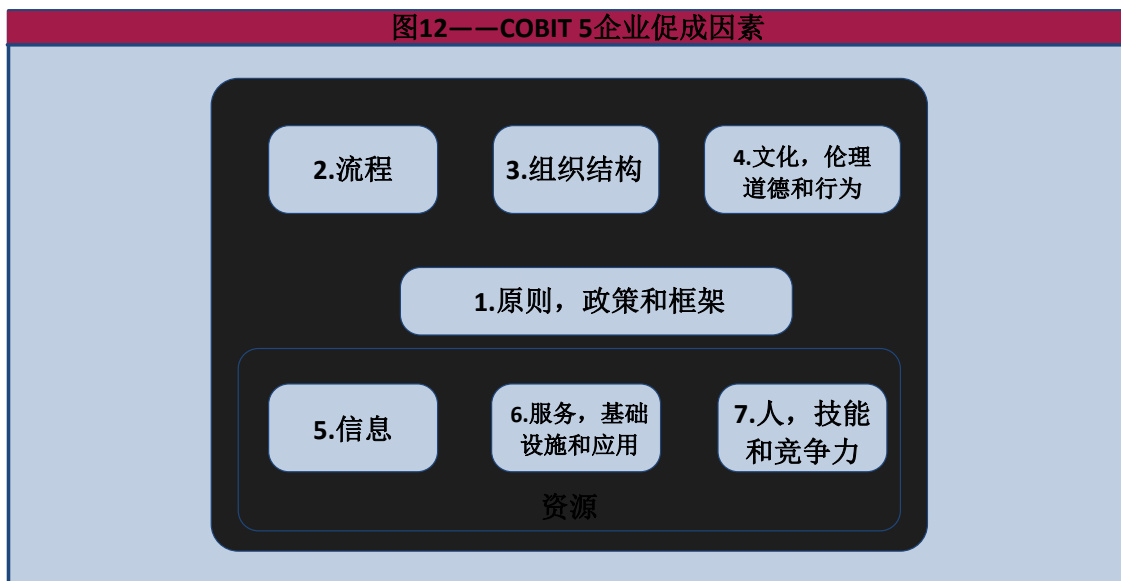 图12——COBIT 5企业促成因素
2.流程
3.组织结构
4.文化，伦理
道德和行为
1.原则，政策和框架
5.信息
6.服务，基础
设施和应用
7.人，技能
和竞争力
资源